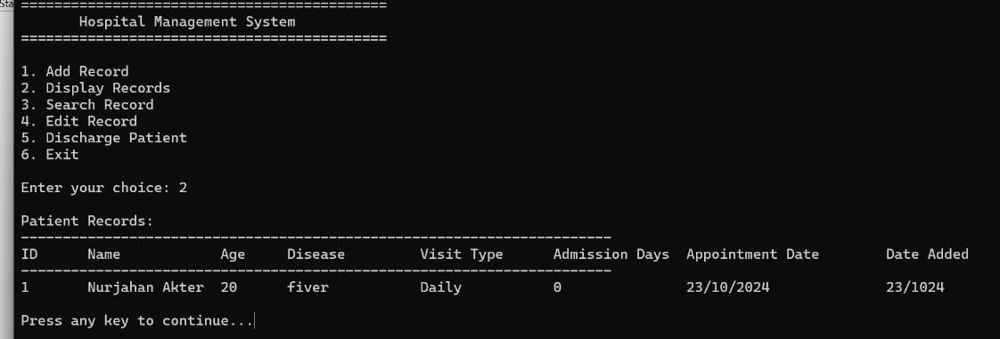 Sta
===========================================
Hospital Management System
===========================================
1. Add Record
2. Display Records
3. Search Record
4. Edit Record
5. Discharge Patient
6. Exit
Enter your choice: 2
Patient Records:
-----------------------------------------------------------------------
ID Name Age Disease Visit Type Admission Days Appointment Date Date Added
-----------------------------------------------------------------------
1 Nurjahan Akter 20 fiver Daily 0 23/10/2024 23/1024
Press any key to continue...